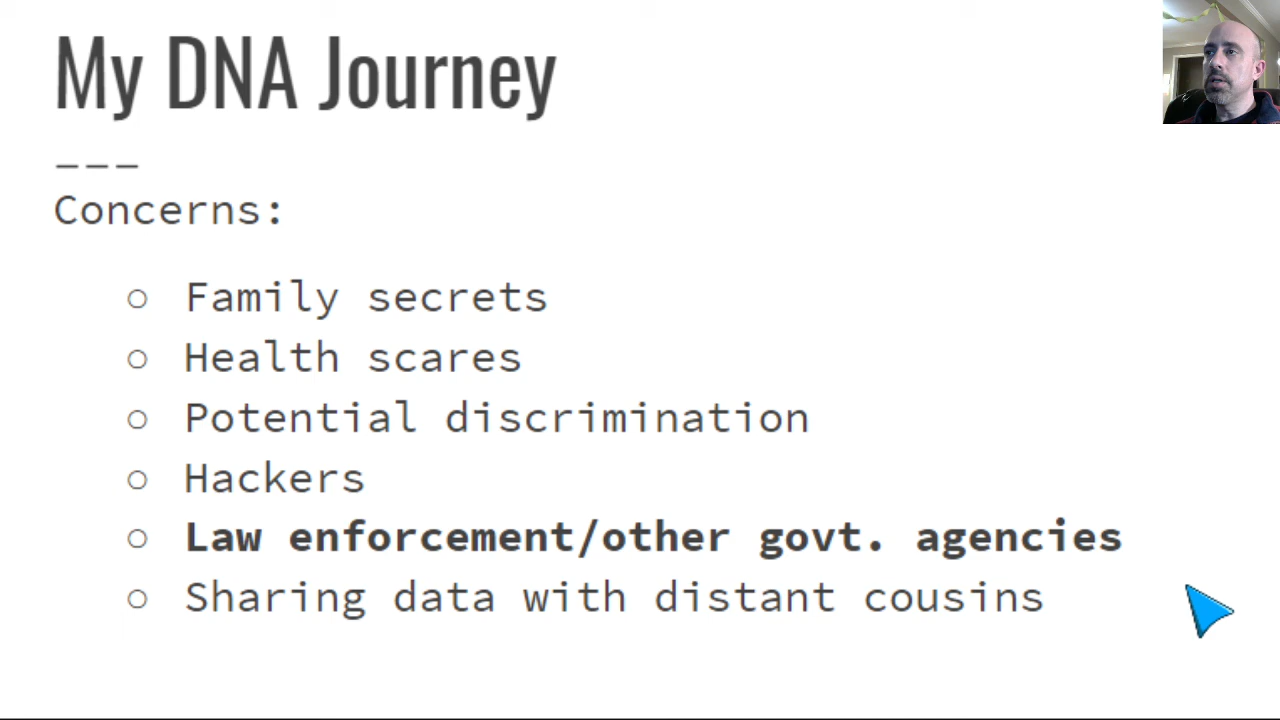 My DNA Journey
---
Concerns:
○ Family secrets
○ Health scares
○ Potential discrimination
○ Hackers
○ Law enforcement/other govt. agencies
○ Sharing data with distant cousins